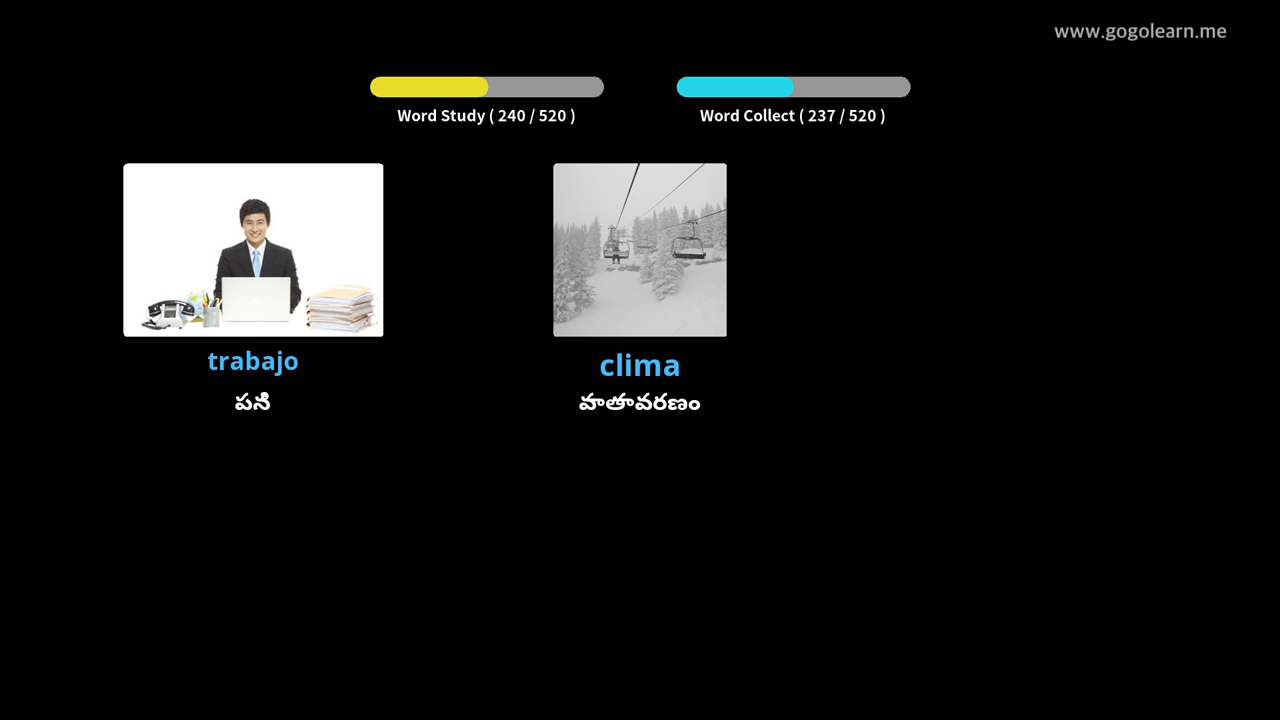 www.gogolearn.me
Word Study ( 240 / 520 )
Word Collect ( 237 / 520 )
trabajo
clima
పని
వాతావరణం